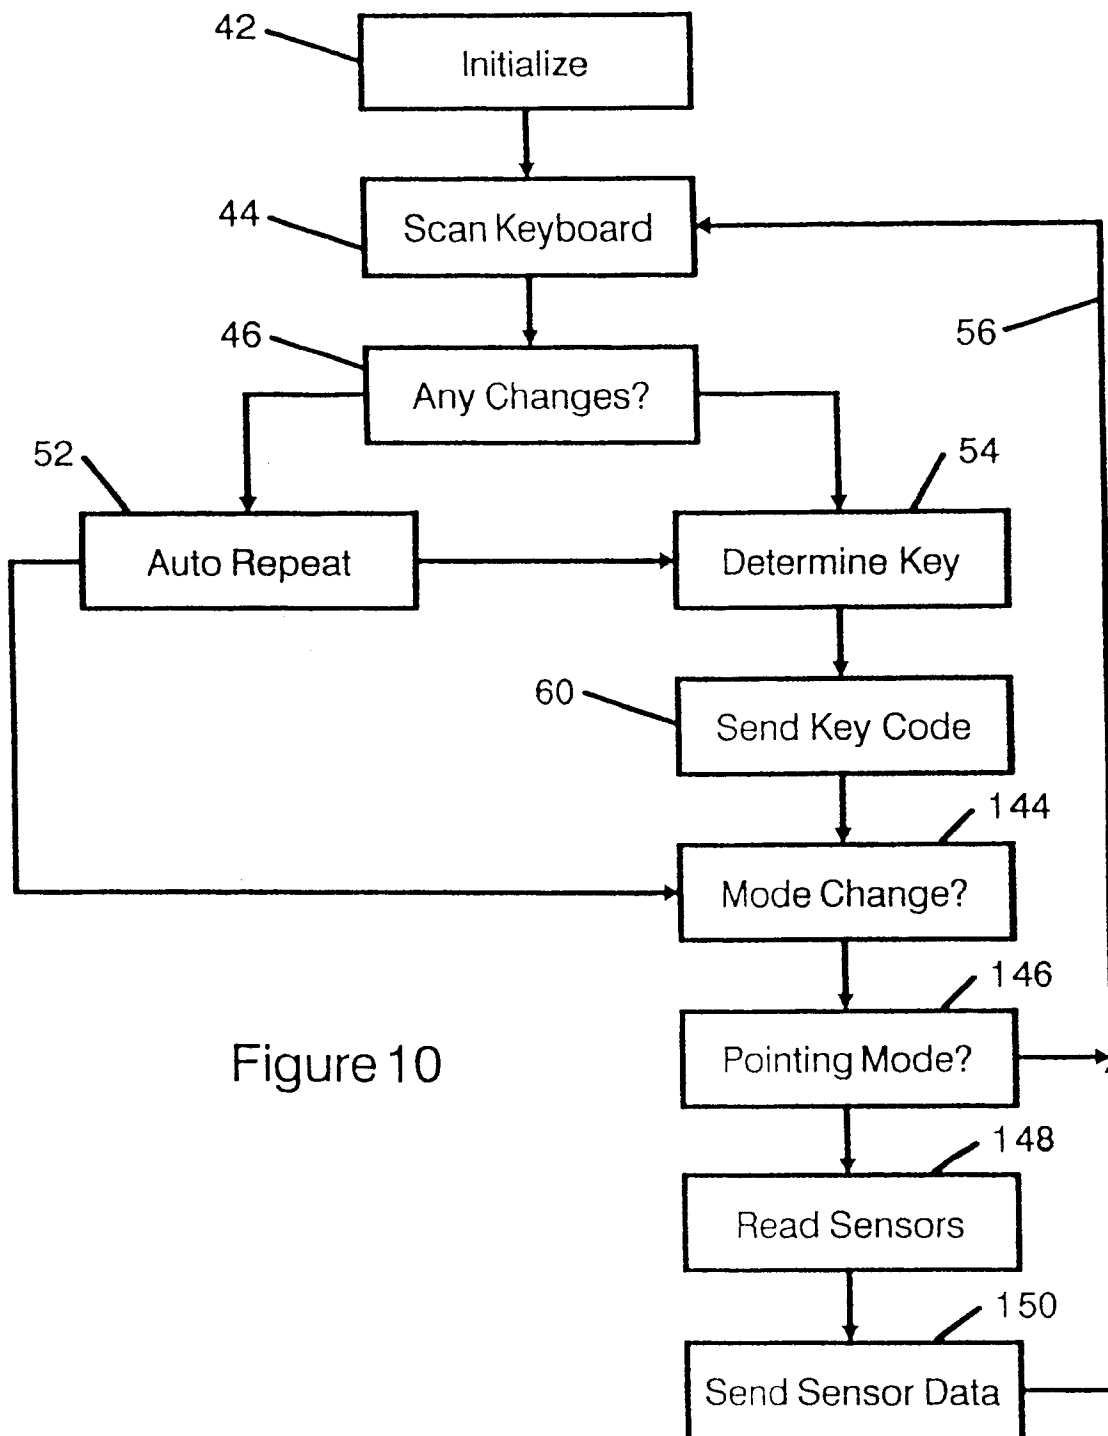 42
Initialize
44
Scan Keyboard
56
46
Any Changes?
52
54
Auto Repeat
Determine Key
60
Send Key Code
144
Mode Change?
146
Pointing Mode?
Figure 10
148
Read Sensors
150
Send Sensor Data